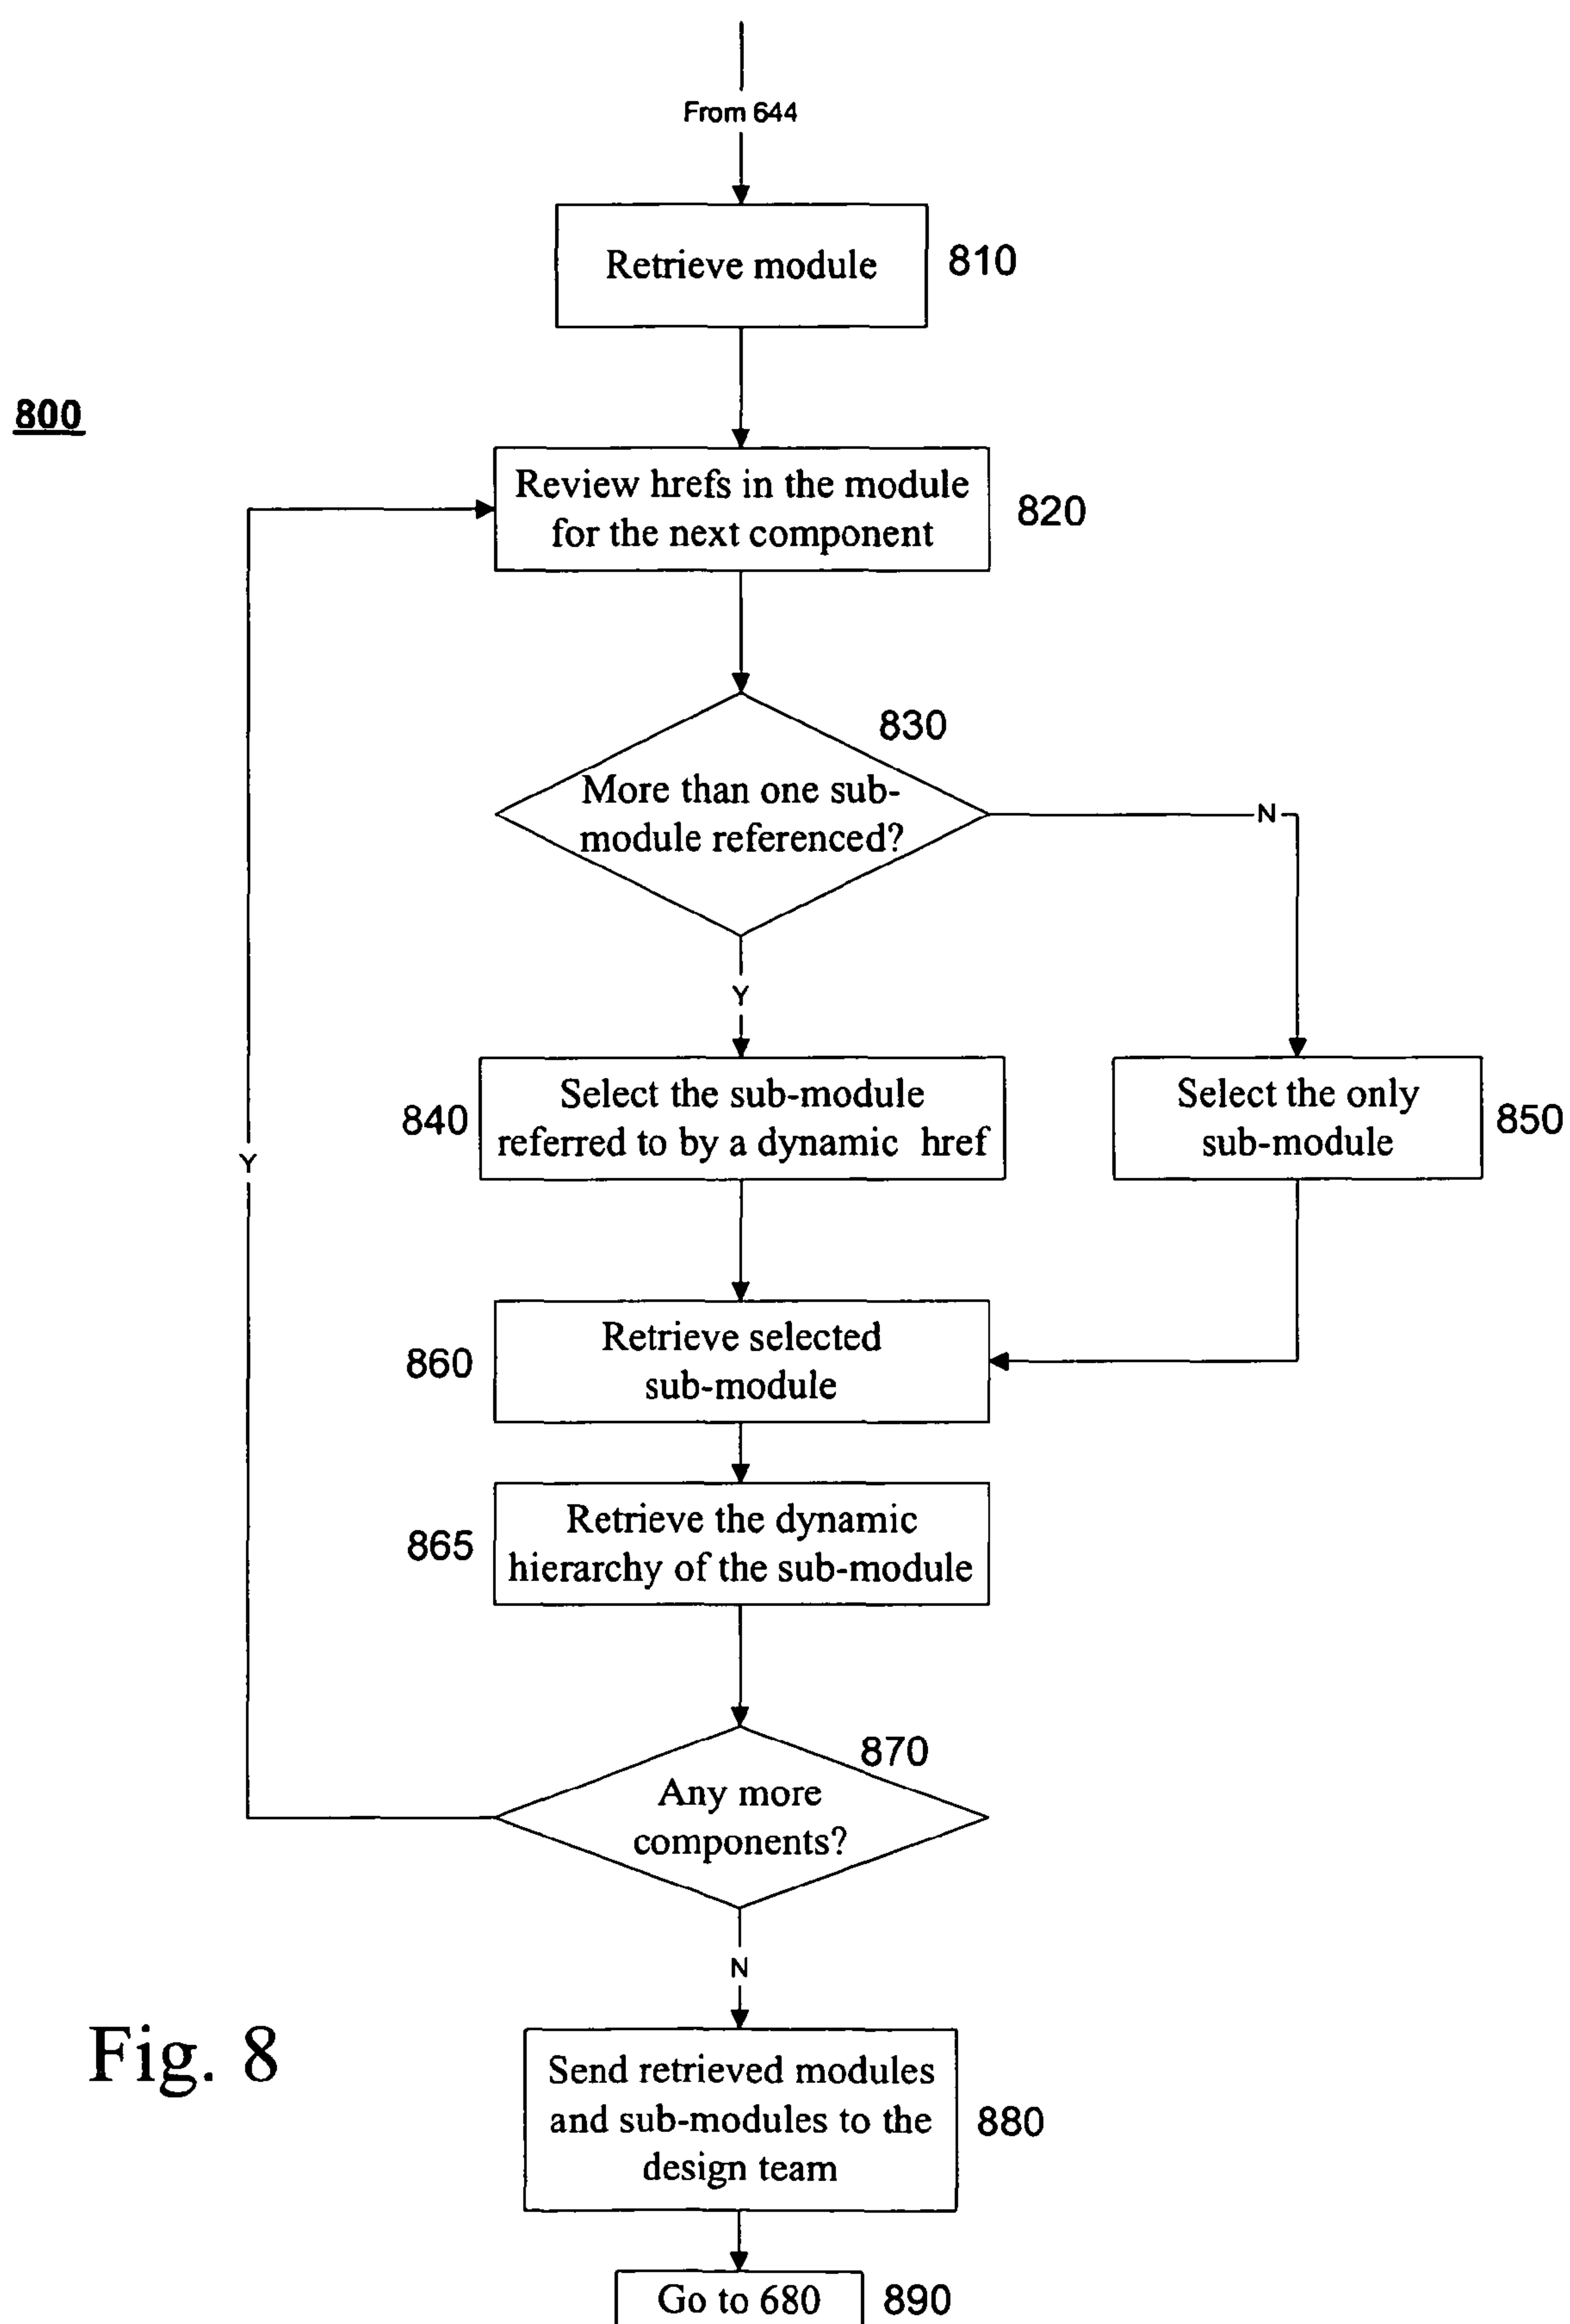 From 644
Retrieve module
810
800
Review hrefs in the module
for the next component
820
830
More than one sub-
module referenced?
N
Y
840
Select the sub-module
referred to by a dynamic href
Select the only
sub-module
850
Y
860
Retrieve selected
sub-module
865
Retrieve the dynamic
hierarchy of the sub-module
870
Any more
components?
N
Fig. 8
Send retrieved modules
and sub-modules to the
design team
880
Go to 680
890